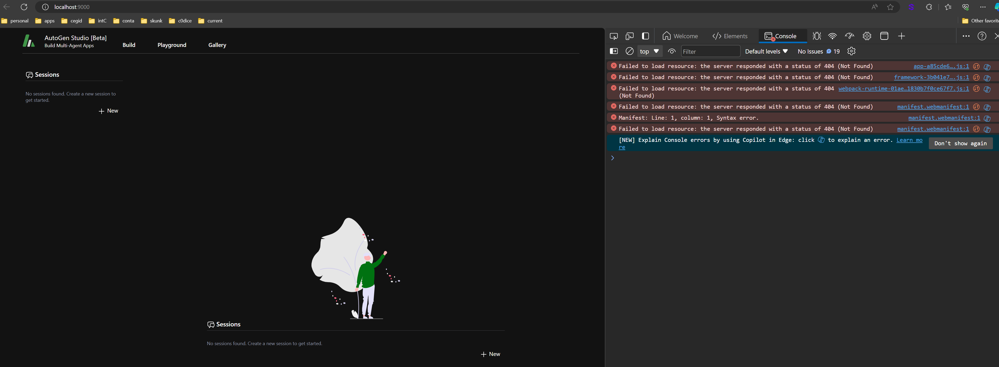 localhost:9000
personal apps cegid intC conta skunk c0dice current
AutoGen Studio [Beta]
Build Multi-Agent Apps
Build Playground Gallery
Sessions
No sessions found. Create a new session to
get started.
+ New
Sessions
No sessions found. Create a new session to get started.
+ New
Welcome </> Elements Console
top Filter Default levels No Issues 19
Failed to load resource: the server responded with a status of 404 (Not Found) app-a85cde6….js:1
Failed to load resource: the server responded with a status of 404 (Not Found) framework-3b041e7….js:1
Failed to load resource: the server responded with a status of 404 webpack-runtime-01ae…1830b7f0ce67f7.js:1
(Not Found)
Failed to load resource: the server responded with a status of 404 (Not Found) manifest.webmanifest:1
Manifest: Line: 1, column: 1, Syntax error. manifest.webmanifest:1
Failed to load resource: the server responded with a status of 404 (Not Found) manifest.webmanifest:1
[NEW] Explain Console errors by using Copilot in Edge: click to explain an error. Learn mo
re
Don't show again